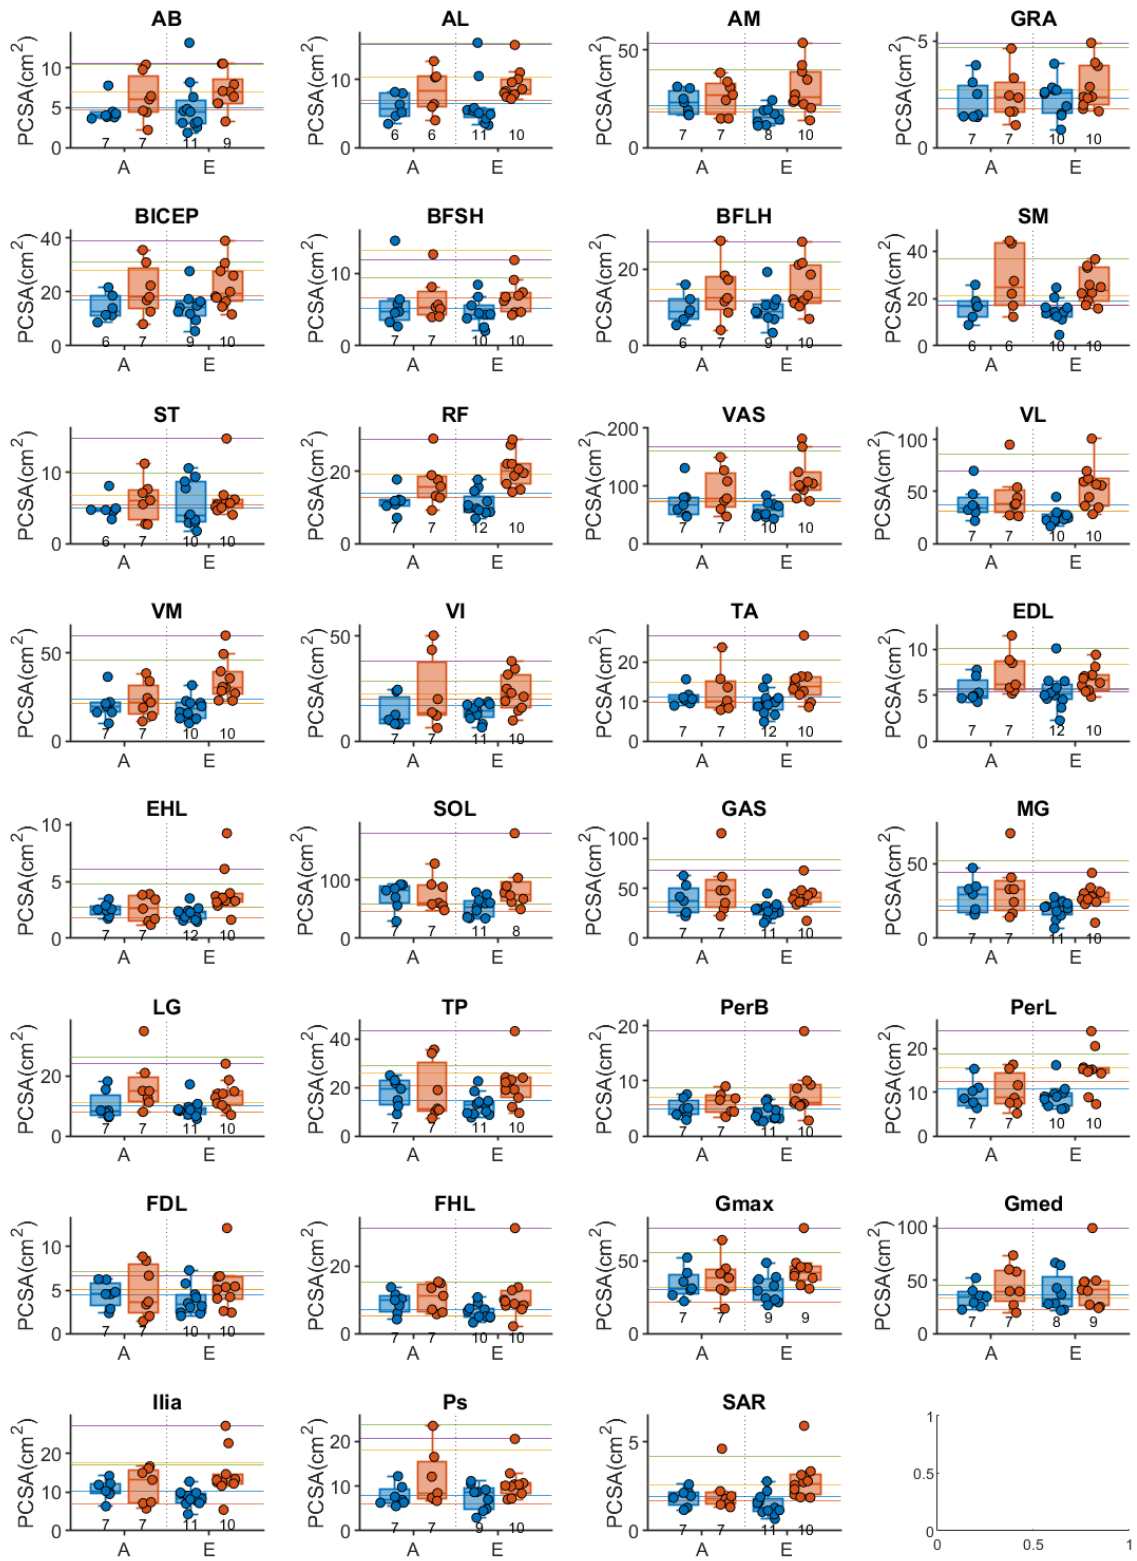 AB AL AM GRA
PCSA(cm²) 10 5 0 7 7 11 9 A E
PCSA(cm²) 10 0 6 6 11 10 A E
PCSA(cm²) 50 0 7 7 8 10 A E
PCSA(cm²) 5 0 7 7 10 10 A E
BICEP BFSH BFLH SM
PCSA(cm²) 40 20 0 6 7 9 10 A E
PCSA(cm²) 10 0 7 7 10 10 A E
PCSA(cm²) 20 0 6 7 9 10 A E
PCSA(cm²) 40 20 0 6 6 10 10 A E
ST RF VAS VL
PCSA(cm²) 10 0 6 7 10 10 A E
PCSA(cm²) 20 0 7 7 12 10 A E
PCSA(cm²) 200 100 0 7 7 10 10 A E
PCSA(cm²) 100 50 0 7 7 10 10 A E
VM VI TA EDL
PCSA(cm²) 50 0 7 7 10 10 A E
PCSA(cm²) 50 0 7 7 11 10 A E
PCSA(cm²) 20 10 0 7 7 12 10 A E
PCSA(cm²) 10 5 0 7 7 12 10 A E
EHL SOL GAS MG
PCSA(cm²) 10 5 0 7 7 12 10 A E
PCSA(cm²) 100 0 7 7 11 8 A E
PCSA(cm²) 100 50 0 7 7 11 10 A E
PCSA(cm²) 50 0 7 7 11 10 A E
LG TP PerB PerL
PCSA(cm²) 20 0 7 7 11 10 A E
PCSA(cm²) 40 20 0 7 7 11 10 A E
PCSA(cm²) 20 10 0 7 7 11 10 A E
PCSA(cm²) 20 10 0 7 7 10 10 A E
FDL FHL Gmax Gmed
PCSA(cm²) 10 5 0 7 7 10 10 A E
PCSA(cm²) 20 0 7 7 10 10 A E
PCSA(cm²) 50 0 7 7 9 9 A E
PCSA(cm²) 100 50 0 7 7 8 9 A E
Ilia Ps SAR
PCSA(cm²) 20 10 0 7 7 11 10 A E
PCSA(cm²) 20 10 0 7 7 9 10 A E
PCSA(cm²) 5 0 7 7 11 10 A E
1 0.5 0 0 0.5 1